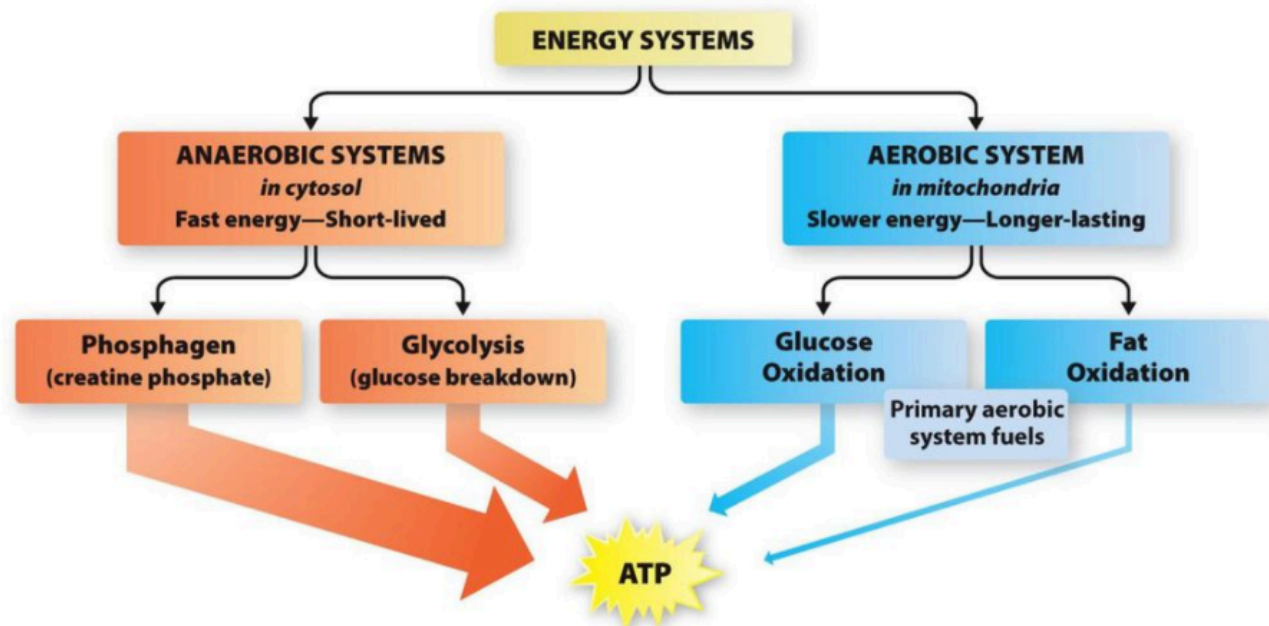 ENERGY SYSTEMS
ANAEROBIC SYSTEMS
in cytosol
Fast energy—Short-lived
AEROBIC SYSTEM
in mitochondria
Slower energy—Longer-lasting
Phosphagen
(creatine phosphate)
Glycolysis
(glucose breakdown)
Glucose
Oxidation
Fat
Oxidation
Primary aerobic
system fuels
ATP